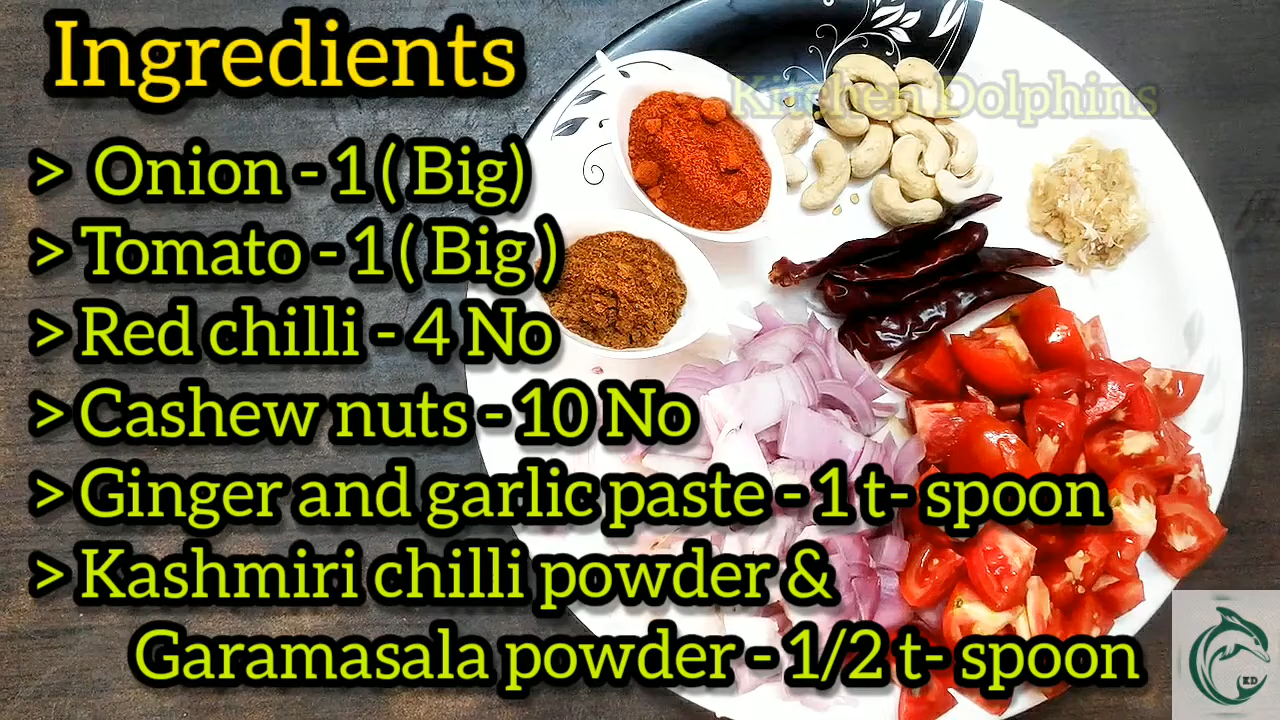 Ingredients
Kitchen Dolphins
> Onion - 1 ( Big)
> Tomato - 1 ( Big )
> Red chilli - 4 No
> Cashew nuts - 10 No
> Ginger and garlic paste - 1 t- spoon
> Kashmiri chilli powder &
Garamasala powder - 1/2 t- spoon
KD